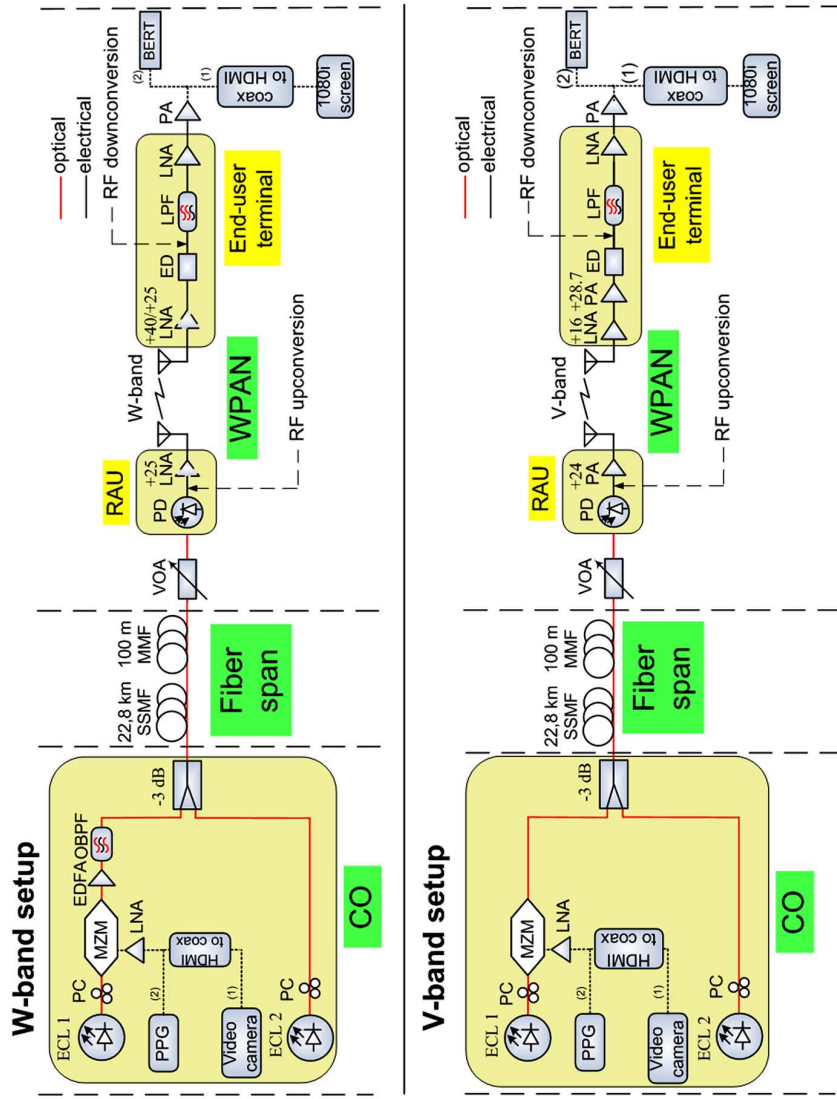 W-band setup
ECL 1
PC
MZM
EDFA
OBPF
LNA
-3 dB
PPG
(2)
HDMI
to coax
Video
camera
(1)
ECL 2
PC
CO
22,8 km
SSMF
100 m
MMF
Fiber
span
VOA
RAU
PD
+25
LNA
RF upconversion
W-band
WPAN
+40/+25
LNA
ED
LPF
LNA
End-user
terminal
PA
optical
electrical
RF downconversion
(2)
BERT
(1)
coax
to HDMI
1080i
screen
V-band setup
ECL 1
PC
MZM
LNA
-3 dB
PPG
(2)
HDMI
to coax
Video
camera
(1)
ECL 2
PC
CO
22,8 km
SSMF
100 m
MMF
Fiber
span
VOA
RAU
PD
+24
PA
RF upconversion
V-band
WPAN
+16 +28.7
LNA PA
ED
LPF
LNA
End-user
terminal
PA
optical
electrical
RF downconversion
(2)
BERT
(1)
coax
to HDMI
1080i
screen